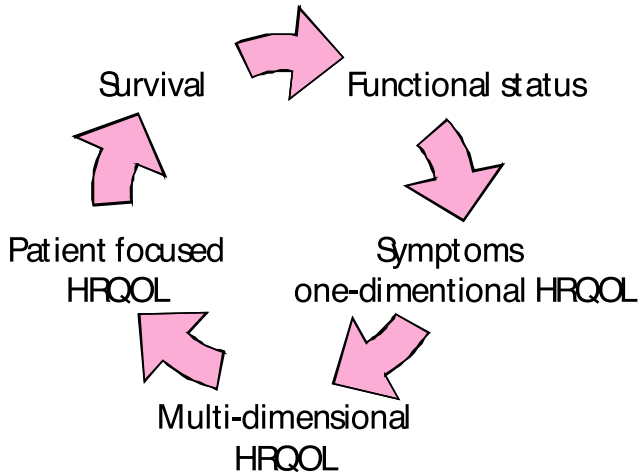 Survival
Functional status
Patient focused
HRQOL
Symptoms
one-dimentional HRQOL
Multi-dimensional
HRQOL